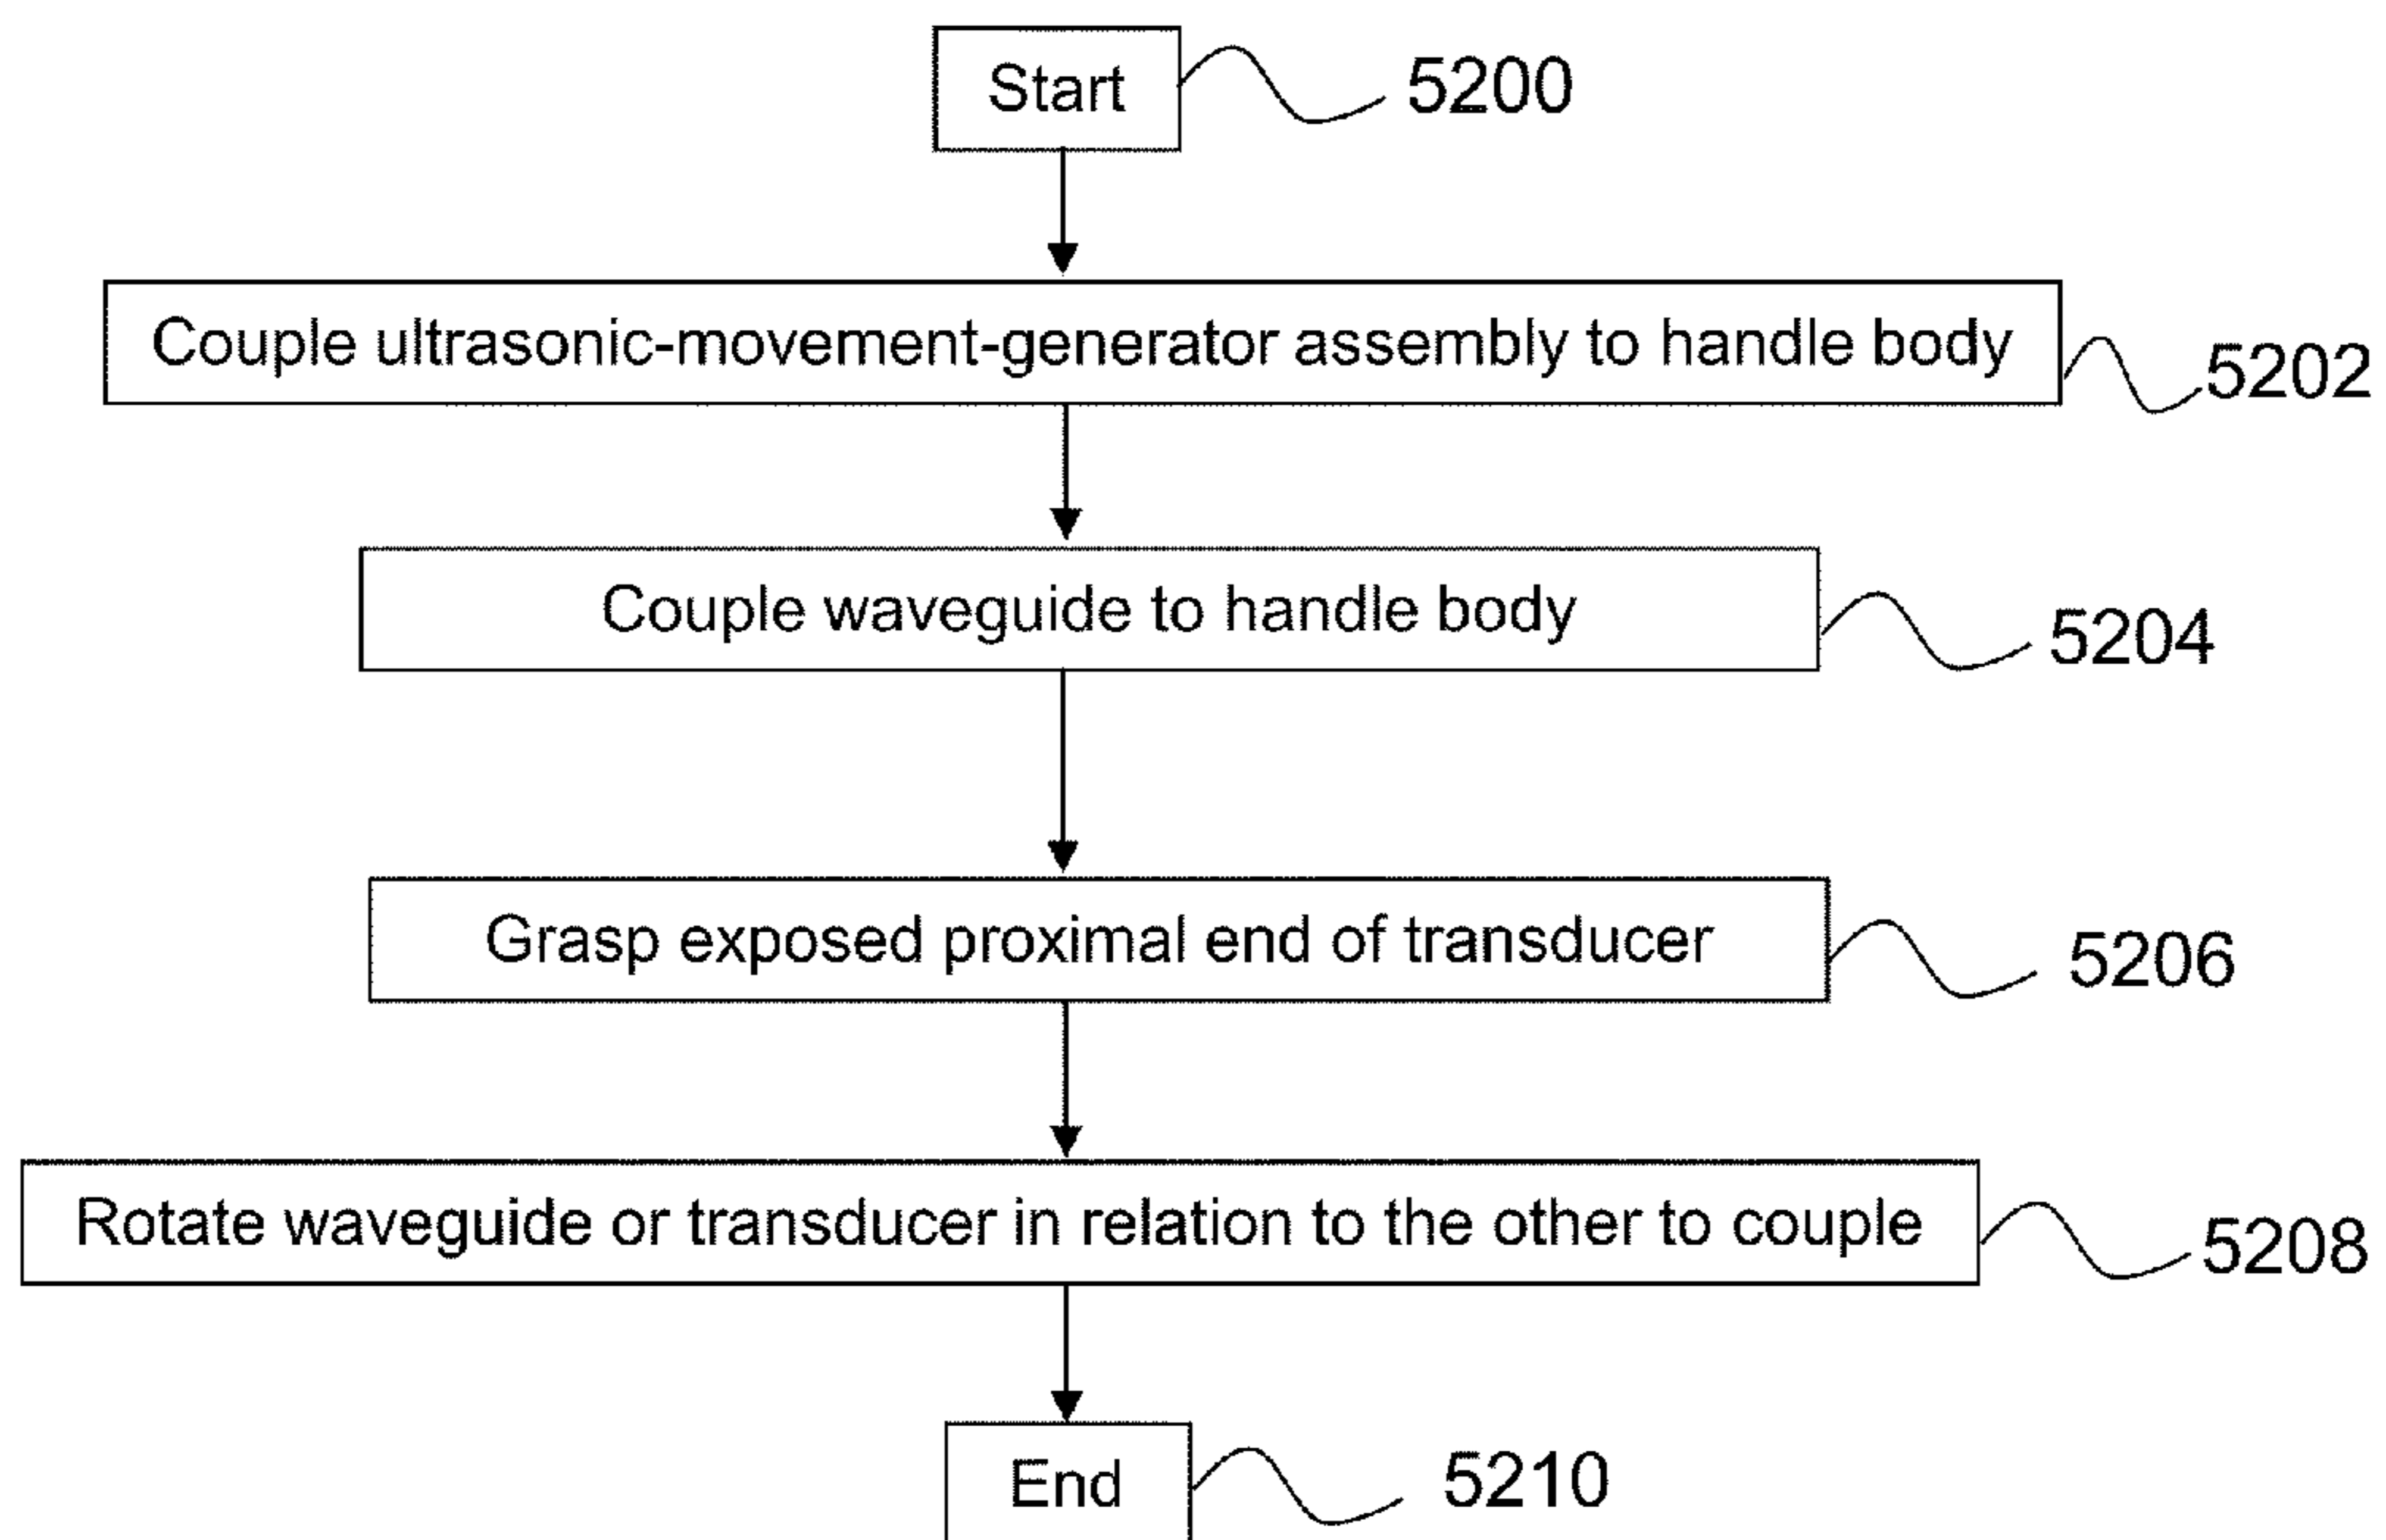 Start
5200
Couple ultrasonic-movement-generator assembly to handle body
5202
Couple waveguide to handle body
5204
Grasp exposed proximal end of transducer
5206
Rotate waveguide or transducer in relation to the other to couple
5208
End
5210